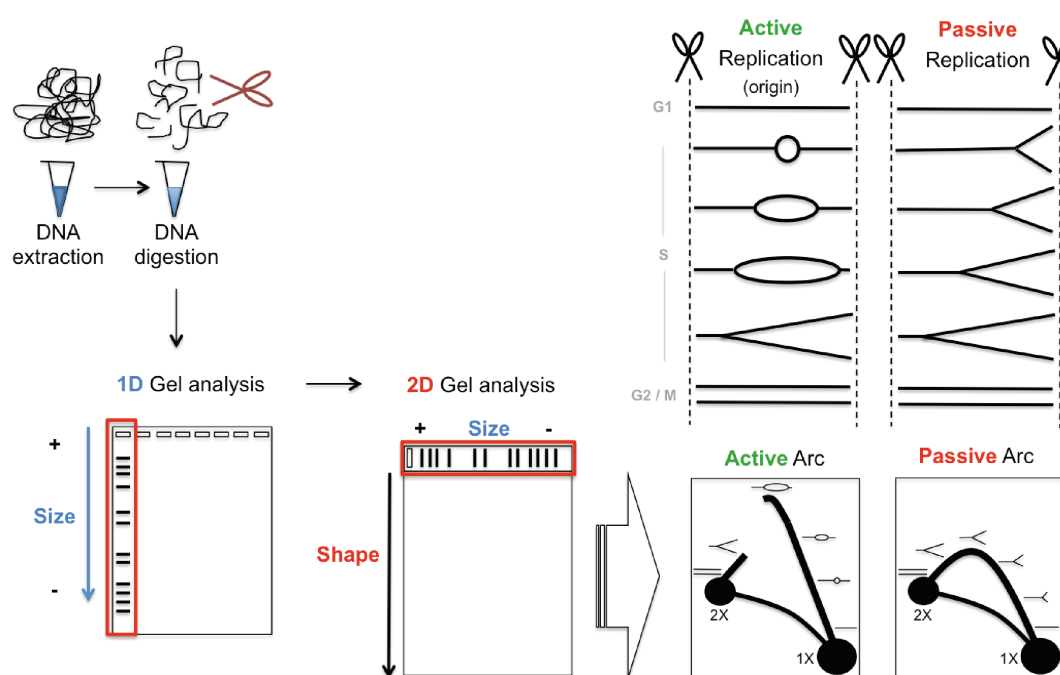 DNA
extraction
DNA
digestion
1D Gel analysis
+
Size
-
2D Gel analysis
+ Size -
Shape
Active
Replication
(origin)
Passive
Replication
G1
S
G2 / M
Active Arc
2X
1X
Passive Arc
2X
1X